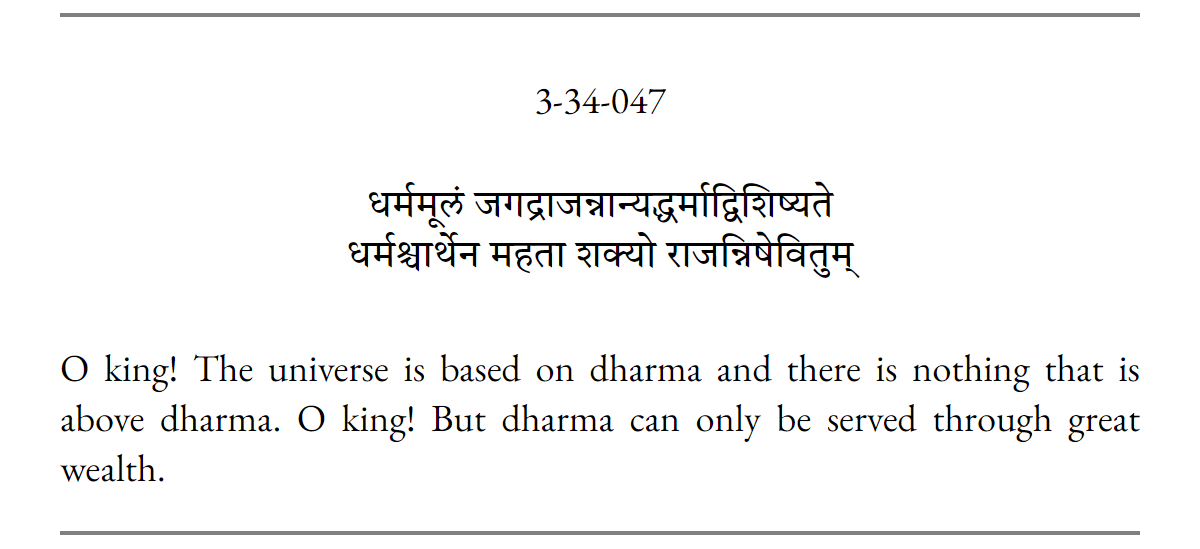 3-34-047
धर्ममूलं जगद्राजन्नान्यद्धर्माद्विशिष्यते
धर्मश्चार्थेन महता शक्यो राजन्निषेवितुम्
O king! The universe is based on dharma and there is nothing that is
above dharma. O king! But dharma can only be served through great
wealth.